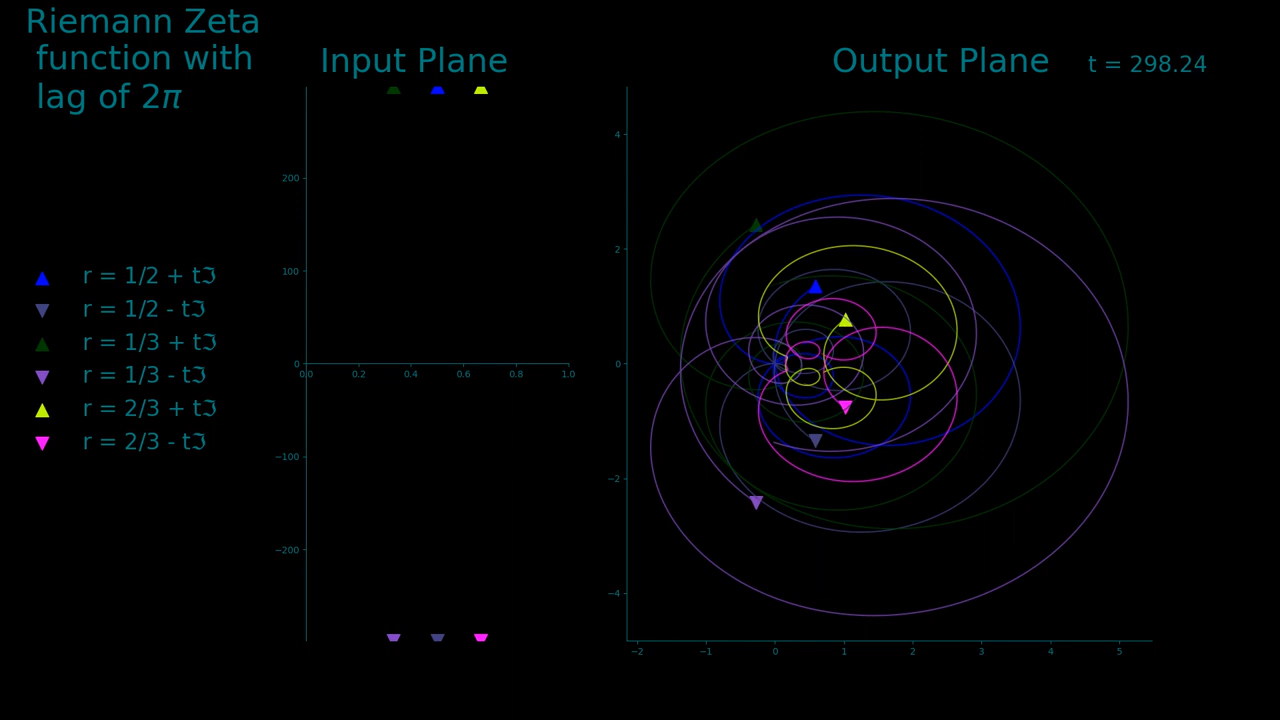 Riemann Zeta
function with
lag of 2π
Input Plane
Output Plane
t = 298.24
r = 1/2 + tℑ
r = 1/2 - tℑ
r = 1/3 + tℑ
r = 1/3 - tℑ
r = 2/3 + tℑ
r = 2/3 - tℑ
200
100
0
−100
−200
0.0 0.2 0.4 0.6 0.8 1.0
4
2
0
−2
−4
−2 −1 0 1 2 3 4 5